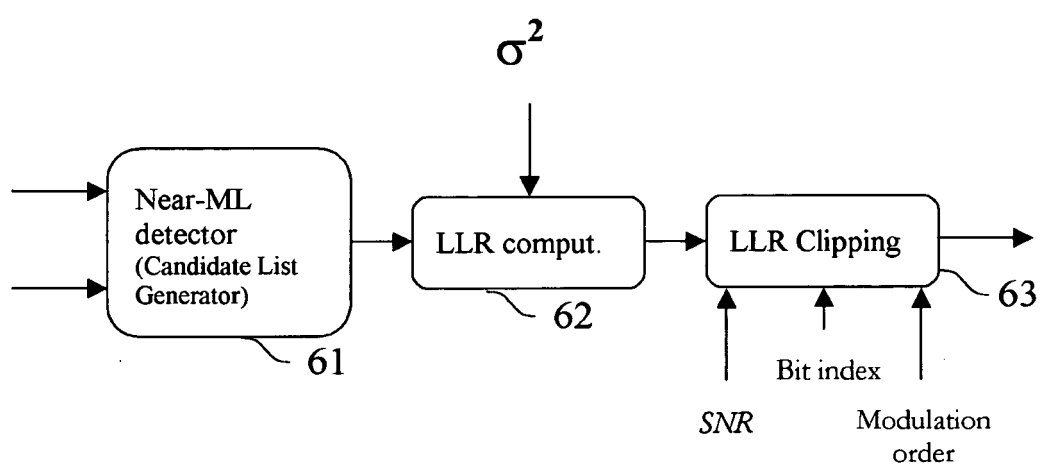 σ²
Near-ML
detector
(Candidate List
Generator)
LLR comput.
LLR Clipping
61
62
63
Bit index
SNR
Modulation
order